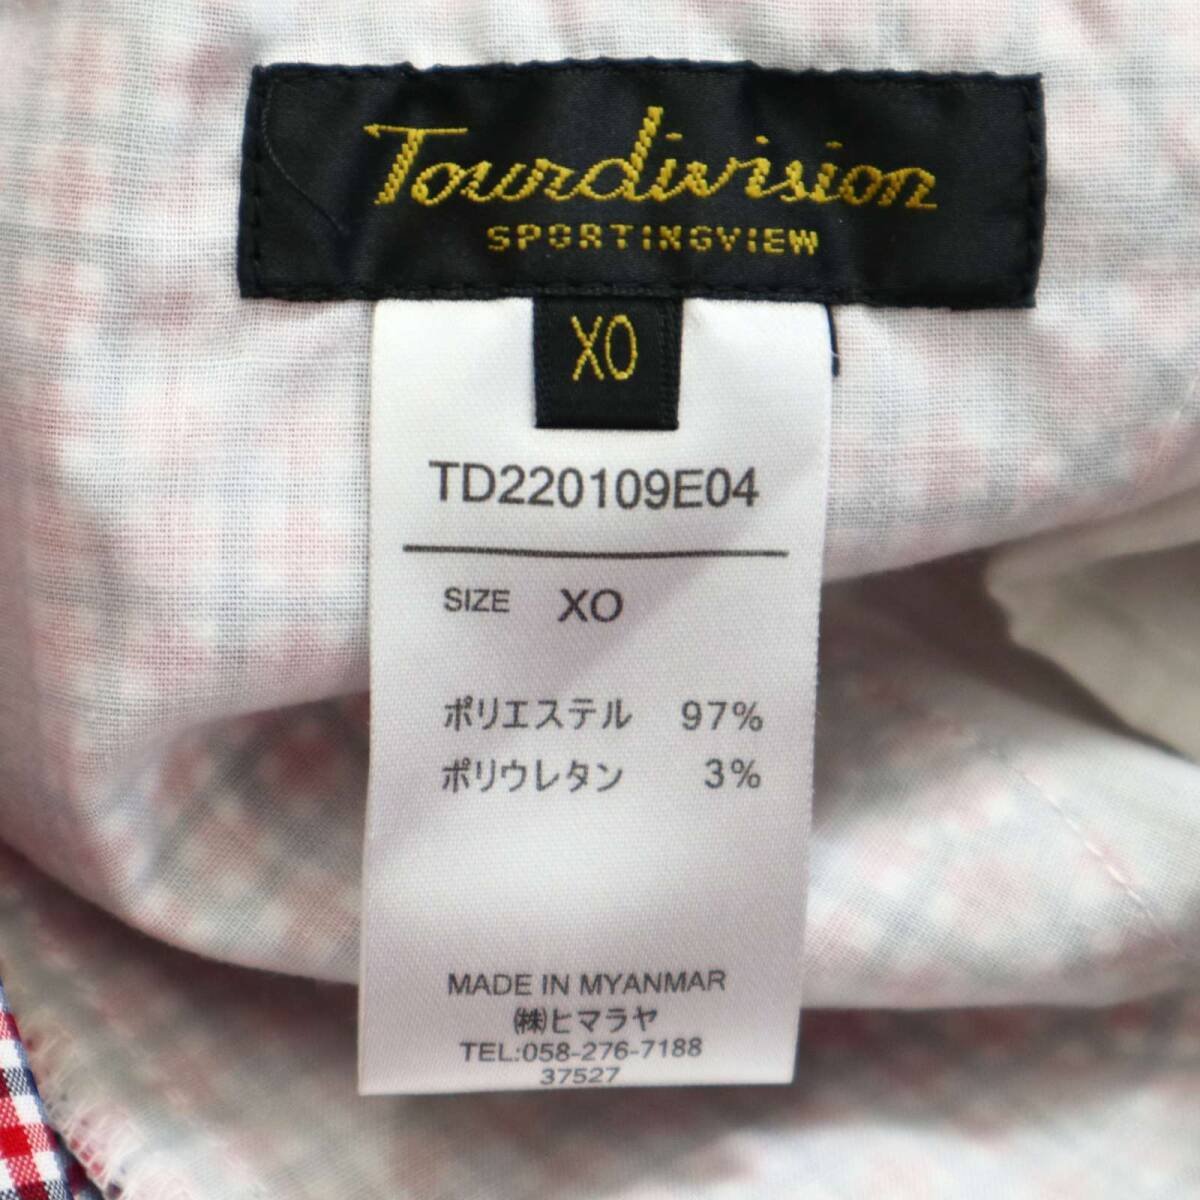 Tourdivision
SPORTINGVIEW
XO
TD220109E04
SIZE XO
ポリエステル 97%
ポリウレタン 3%
MADE IN MYANMAR
㈱ヒマラヤ
TEL:058-276-7188
37527